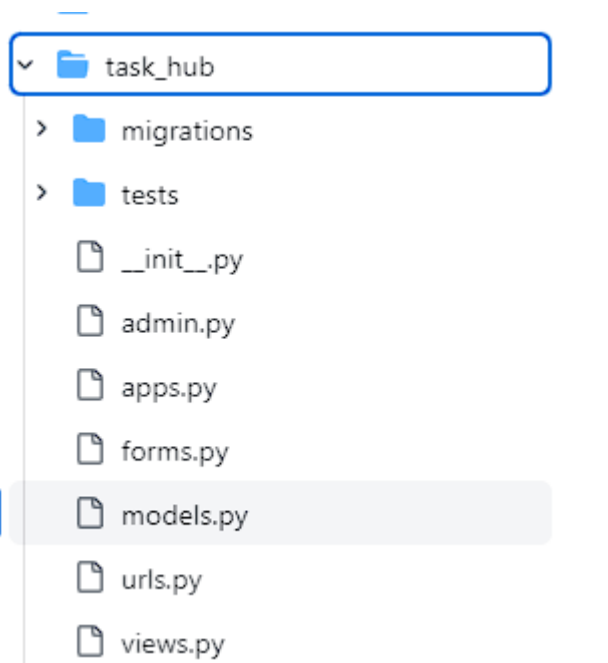 task_hub
migrations
tests
__init__.py
admin.py
apps.py
forms.py
models.py
urls.py
views.py